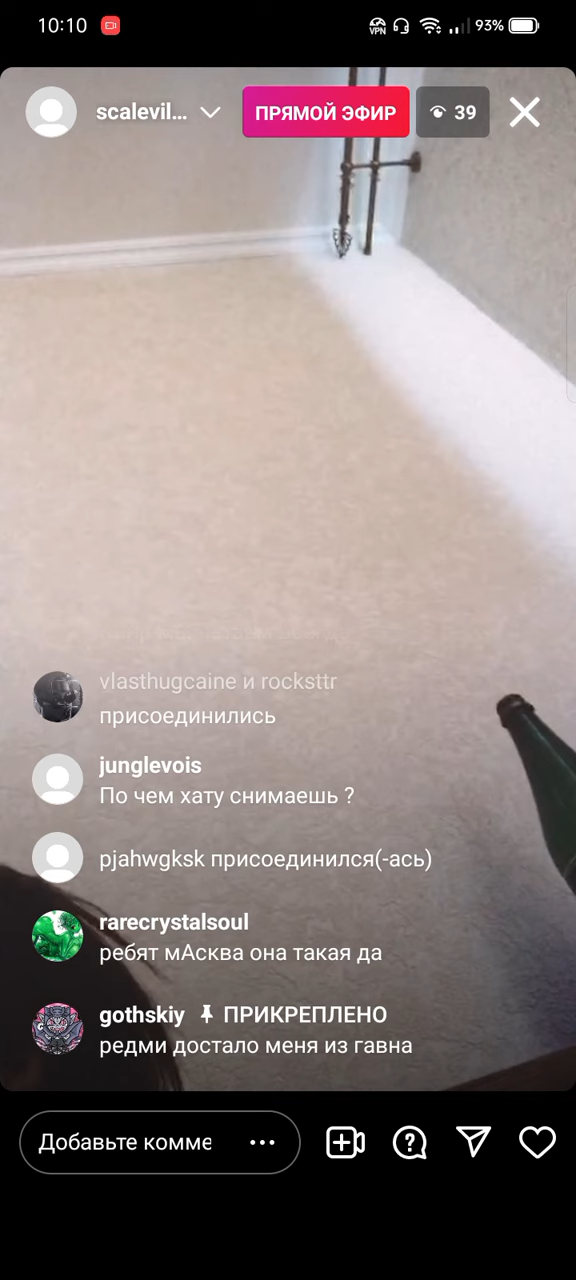 10:10
VPN
93%
scalevil...
ПРЯМОЙ ЭФИР
39
vlasthugcaine и rocksttr
присоединились
junglevois
По чем хату снимаешь ?
pjahwgksk присоединился(-ась)
rarecrystalsoul
ребят мАсква она такая да
gothskiy ПРИКРЕПЛЕНО
редми достало меня из гавна
Добавьте комме